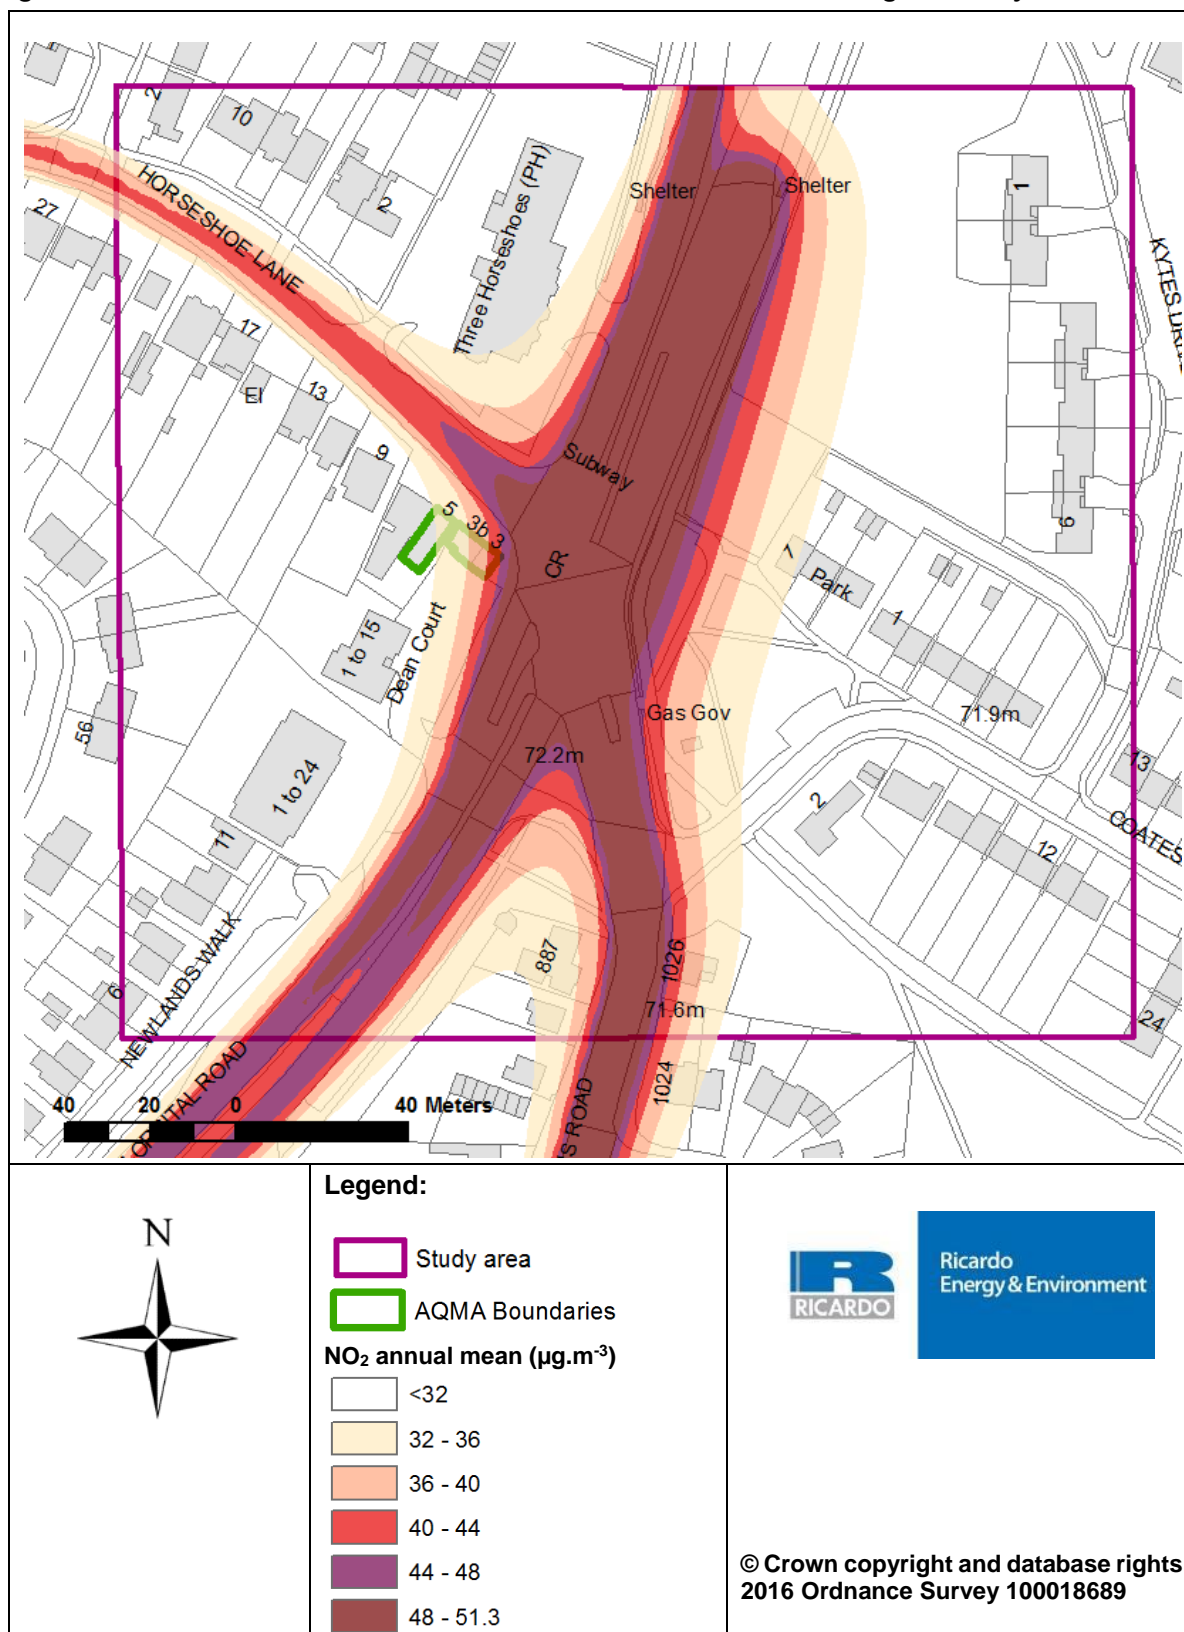 2
10
2
Three Horseshoes (PH)
Shelter
Shelter
1
KYTES DRIVE
27
HORSESHOE LANE
17
El
13
9
5
3b
3
Subway
CR
6
7
Park
1
1 to 15
Dean Court
Gas Gov
71.9m
56
72.2m
13
1 to 24
2
COATES
11
12
NEWLANDS WALK
887
1026
6
71.6m
24
ORBITAL ROAD
1024
S ROAD
40 20 0 40 Meters
N
Legend:
Study area
AQMA Boundaries
NO₂ annual mean (µg.m⁻³)
<32
32 - 36
36 - 40
40 - 44
44 - 48
48 - 51.3
R
RICARDO
Ricardo
Energy & Environment
© Crown copyright and database rights
2016 Ordnance Survey 100018689